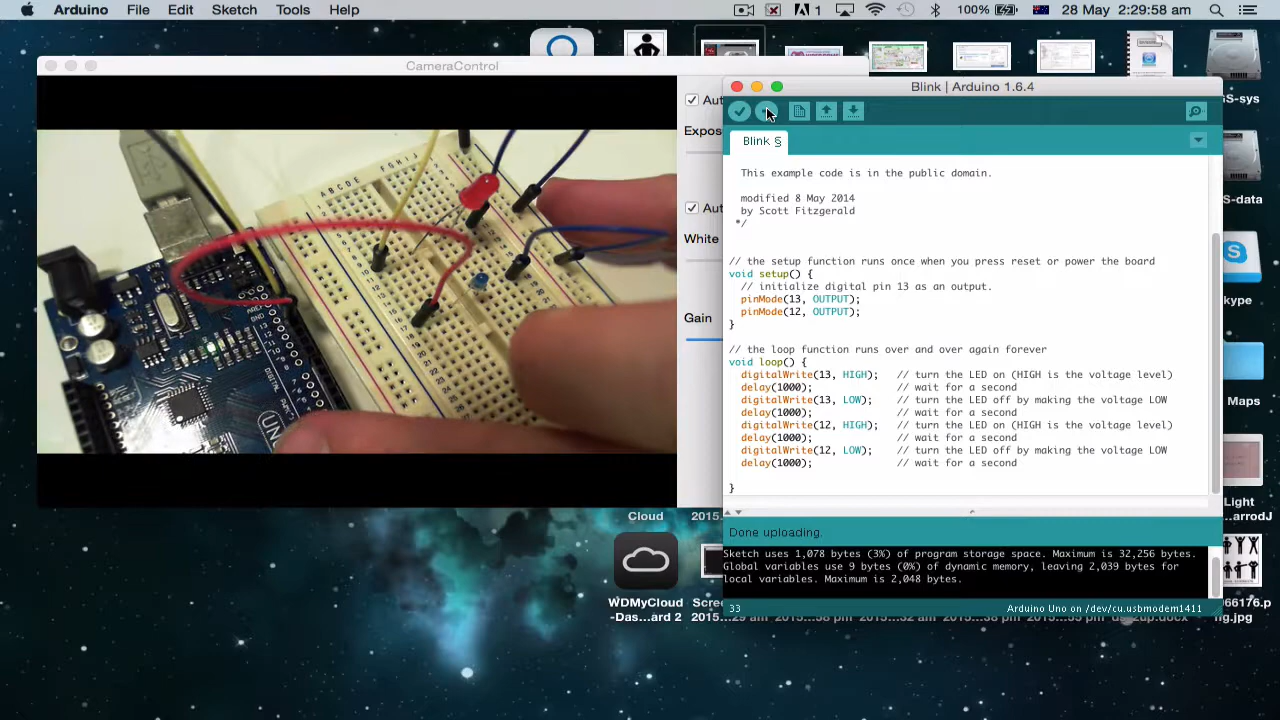 Arduino File Edit Sketch Tools Help
1 100% 28 May 2:29:58 am
CameraControl
Blink | Arduino 1.6.4
nS-sys
Aut
Expos
Blink §
This example code is in the public domain.
modified 8 May 2014
by Scott Fitzgerald
*/
S-data
Aut
White
// the setup function runs once when you press reset or power the board
void setup() {
// initialize digital pin 13 as an output.
pinMode(13, OUTPUT);
pinMode(12, OUTPUT);
}
kype
Gain
// the loop function runs over and over again forever
void loop() {
digitalWrite(13, HIGH); // turn the LED on (HIGH is the voltage level)
delay(1000); // wait for a second
digitalWrite(13, LOW); // turn the LED off by making the voltage LOW
delay(1000); // wait for a second
digitalWrite(12, HIGH); // turn the LED on (HIGH is the voltage level)
delay(1000); // wait for a second
digitalWrite(12, LOW); // turn the LED off by making the voltage LOW
delay(1000); // wait for a second
}
Maps
A B C D E
F G H I J
DIGITAL
UN
Light
arrodJ
Cloud
2015
Done uploading.
Sketch uses 1,078 bytes (3%) of program storage space. Maximum is 32,256 bytes.
Global variables use 9 bytes (0%) of dynamic memory, leaving 2,039 bytes for
local variables. Maximum is 2,048 bytes.
33 Arduino Uno on /dev/cu.usbmodem1411
WDMyCloud
-Das...ard 2
Scree
66176.p
ng.jpg